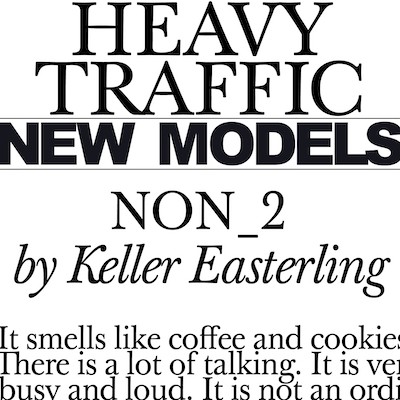 HEAVY
TRAFFIC
NEW MODELS
NON_2
by Keller Easterling
It smells like coffee and cookies
There is a lot of talking. It is ver
busy and loud. It is not an ordi